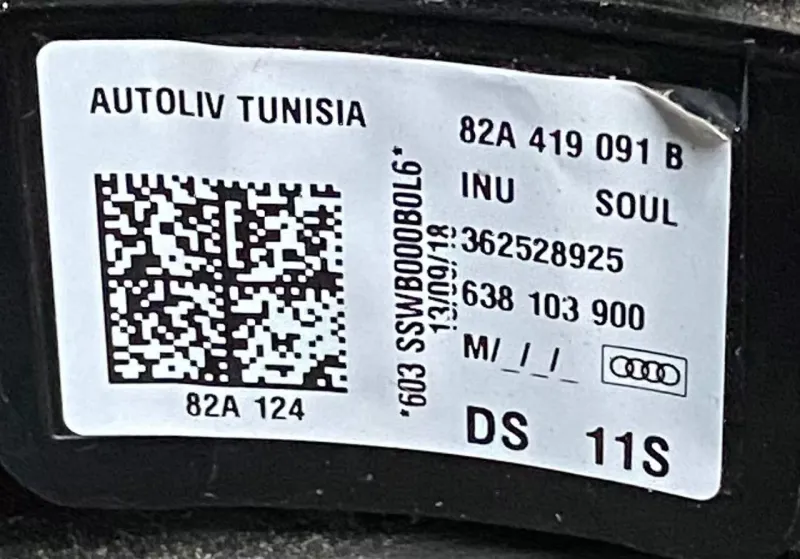 AUTOLIV TUNISIA
82A 124
*603 SSWB000B0L6*
13/09/18
82A 419 091 B
INU SOUL
362528925
638 103 900
M/_/_/_
DS 11S